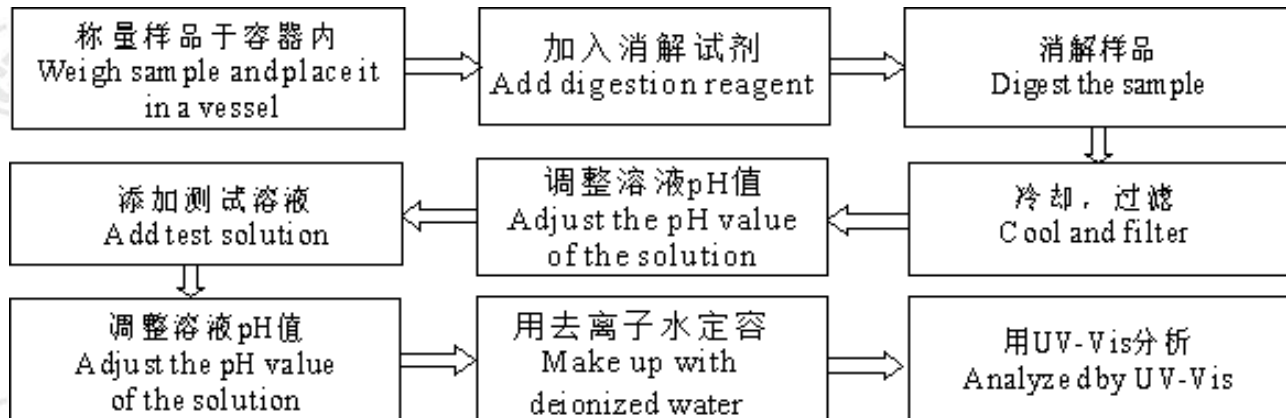 称量样品于容器内
Weigh sample and place it
in a vessel
加入消解试剂
Add digestion reagent
消解样品
Digest the sample
冷却，过滤
Cool and filter
调整溶液pH值
Adjust the pH value
of the solution
添加测试溶液
Add test solution
调整溶液pH值
Adjust the pH value
of the solution
用去离子水定容
Make up with
deionized water
用UV-Vis分析
Analyzed by UV-Vis